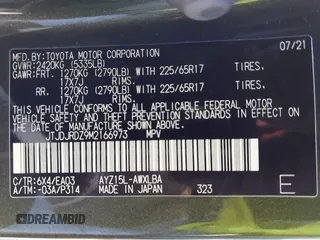 MFD. BY: TOYOTA MOTOR CORPORATION
GVWR: 2420KG (5335LB) 07/21
GAWR: FRT. 1270KG (2790LB) WITH 225/65R17 TIRES.
17X7J RIMS.
RR. 1270KG (2790LB) WITH 225/65R17 TIRES.
17X7J RIMS.
THIS VEHICLE CONFORMS TO ALL APPLICABLE
FEDERAL MOTOR VEHICLE SAFETY AND THEFT
PREVENTION STANDARDS IN EFFECT ON THE DATE
OF MANUFACTURE SHOWN ABOVE.
JTJDJRDZ9M2166973 MPV
C/TR: 6X4/EA03 AYZ15L-AWXLBA
A/TM: -03A/P314 MADE IN JAPAN 323 E
DREAMBID